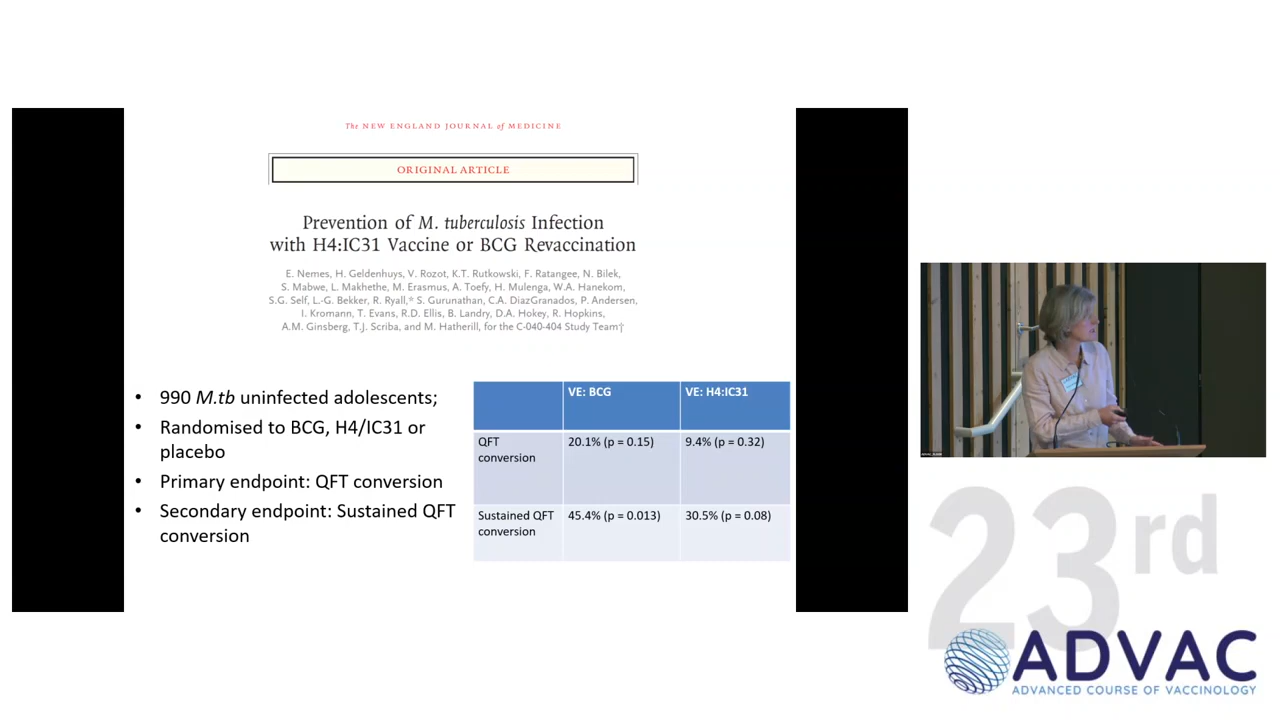 The NEW ENGLAND JOURNAL of MEDICINE
ORIGINAL ARTICLE
Prevention of M. tuberculosis Infection
with H4:IC31 Vaccine or BCG Revaccination
E. Nemes, H. Geldenhuys, V. Rozot, K.T. Rutkowski, F. Ratangee, N. Bilek,
S. Mabwe, L. Makhethe, M. Erasmus, A. Toefy, H. Mulenga, W.A. Hanekom,
S.G. Self, L.-G. Bekker, R. Ryall,* S. Gurunathan, C.A. DiazGranados, P. Andersen,
I. Kromann, T. Evans, R.D. Ellis, B. Landry, D.A. Hokey, R. Hopkins,
A.M. Ginsberg, T.J. Scriba, and M. Hatherill, for the C-040-404 Study Team†
• 990 M.tb uninfected adolescents;
• Randomised to BCG, H4/IC31 or
placebo
• Primary endpoint: QFT conversion
• Secondary endpoint: Sustained QFT
conversion
VE: BCG VE: H4:IC31
QFT conversion 20.1% (p = 0.15) 9.4% (p = 0.32)
Sustained QFT conversion 45.4% (p = 0.013) 30.5% (p = 0.08)
23rd
ADVAC
ADVANCED COURSE OF VACCINOLOGY